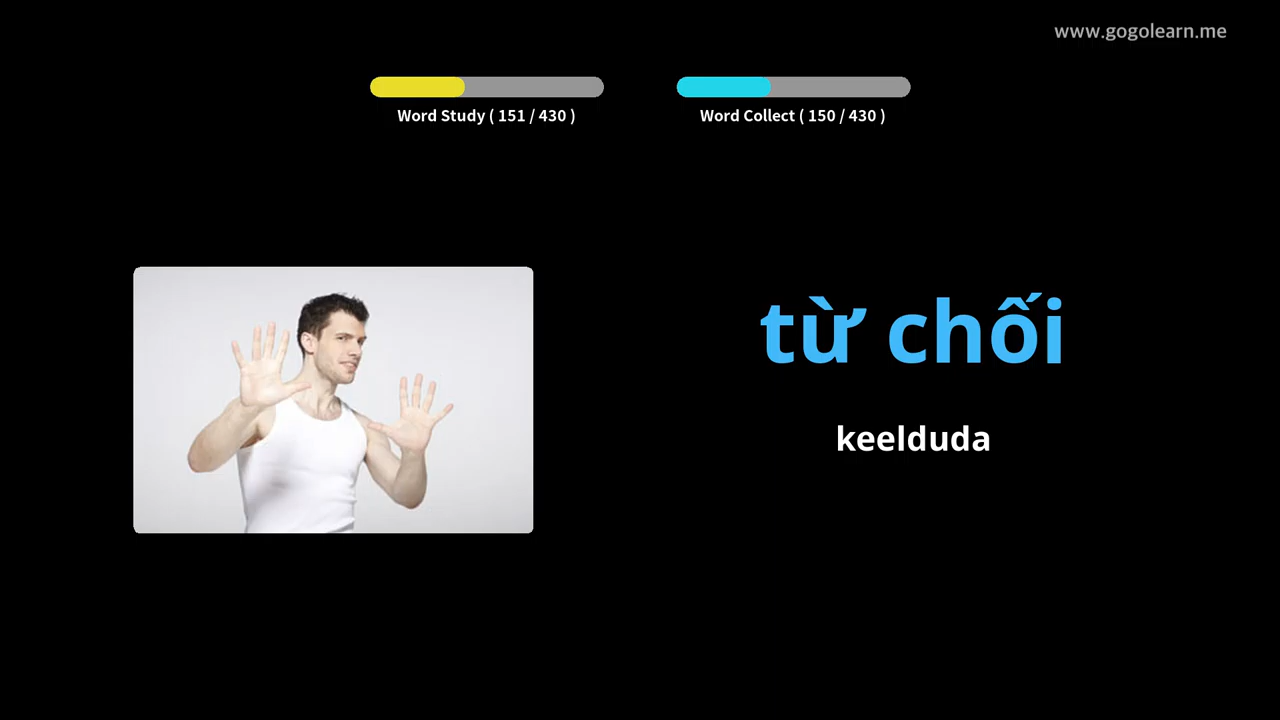 www.gogolearn.me
Word Study ( 151 / 430 )
Word Collect ( 150 / 430 )
từ chối
keelduda